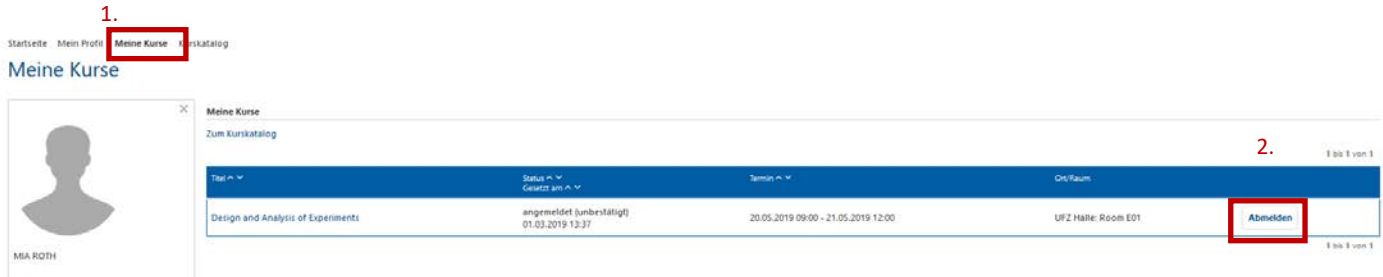 1.
Startseite Mein Profil Meine Kurse Kurskatalog
Meine Kurse
Meine Kurse
Zum Kurskatalog
2.
1 bis 1 von 1
Titel Status Termin Ort/Raum
Gesetzt am
Design and Analysis of Experiments angemeldet (unbestätigt) 20.05.2019 09:00 - 21.05.2019 12:00 UFZ Halle: Room E01 Abmelden
01.03.2019 13:37
1 bis 1 von 1
MIA ROTH